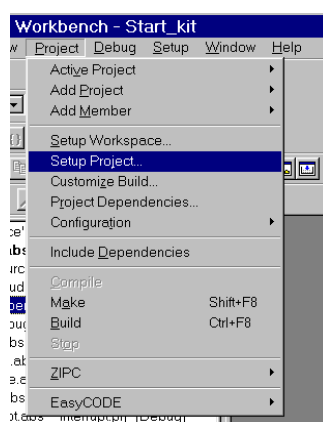 Workbench - Start_kit
w Project Debug Setup Window Help
Active Project
Add Project
Add Member
Setup Workspace...
Setup Project...
Customize Build...
Project Dependencies...
Configuration
Include Dependencies
Compile
Make Shift+F8
Build Ctrl+F8
Stop
ZIPC
EasyCODE